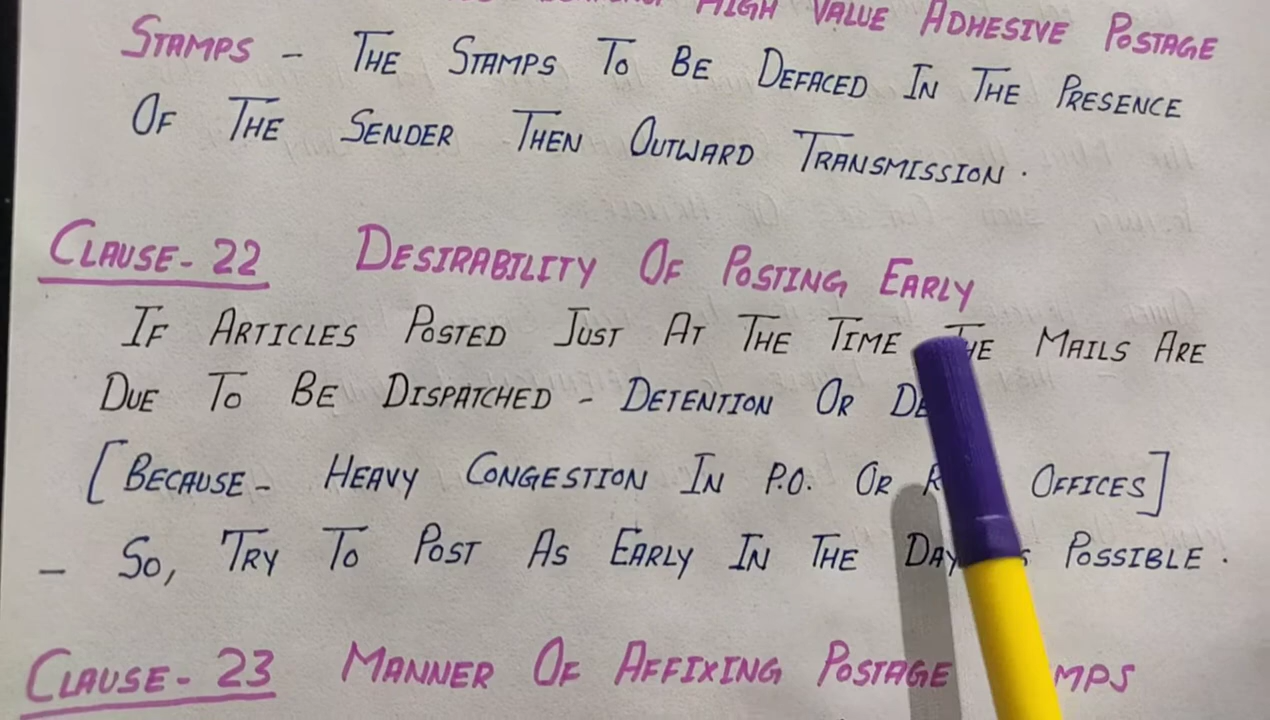 HIGH VALUE ADHESIVE POSTAGE
STAMPS - THE STAMPS TO BE DEFACED IN THE PRESENCE
OF THE SENDER THEN OUTWARD TRANSMISSION.
CLAUSE- 22 DESIRABILITY OF POSTING EARLY
IF ARTICLES POSTED JUST AT THE TIME THE MAILS ARE
DUE TO BE DISPATCHED - DETENTION OR
[BECAUSE- HEAVY CONGESTION IN P.O. OR OFFICES]
- SO, TRY TO POST AS EARLY IN THE DAY POSSIBLE.
CLAUSE- 23 MANNER OF AFFIXING POSTAGE